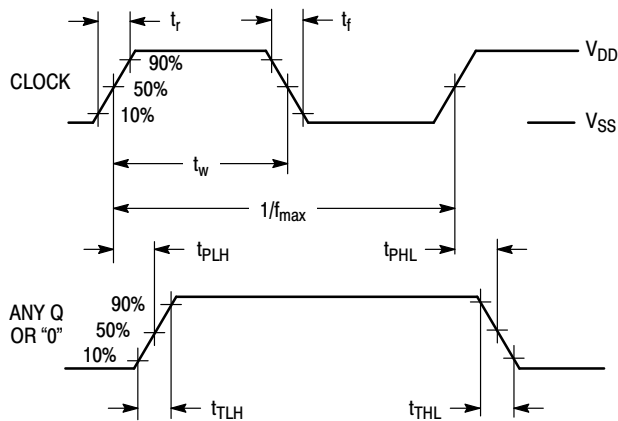 t_r
t_f
90%
V_DD
CLOCK
50%
10%
V_SS
t_w
1/f_max
t_PLH
t_PHL
90%
ANY Q
OR "0"
50%
10%
t_TLH
t_THL